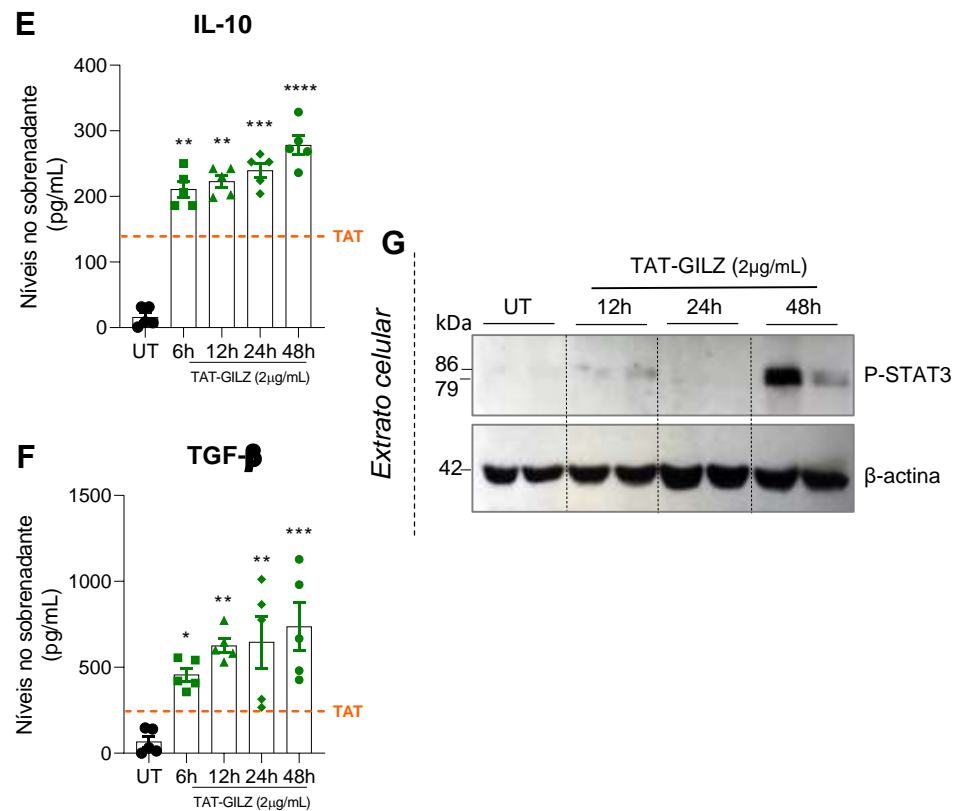 E
IL-10
Níveis no sobrenadante
(pg/mL)
400
300
200
100
0
** ** *** ****
TAT
UT 6h 12h 24h 48h
TAT-GILZ (2µg/mL)
F
TGF-β
Níveis no sobrenadante
(pg/mL)
1500
1000
500
0
* ** ** ***
TAT
UT 6h 12h 24h 48h
TAT-GILZ (2µg/mL)
G
Extrato celular
TAT-GILZ (2µg/mL)
kDa UT 12h 24h 48h
86
79
P-STAT3
42
β-actina